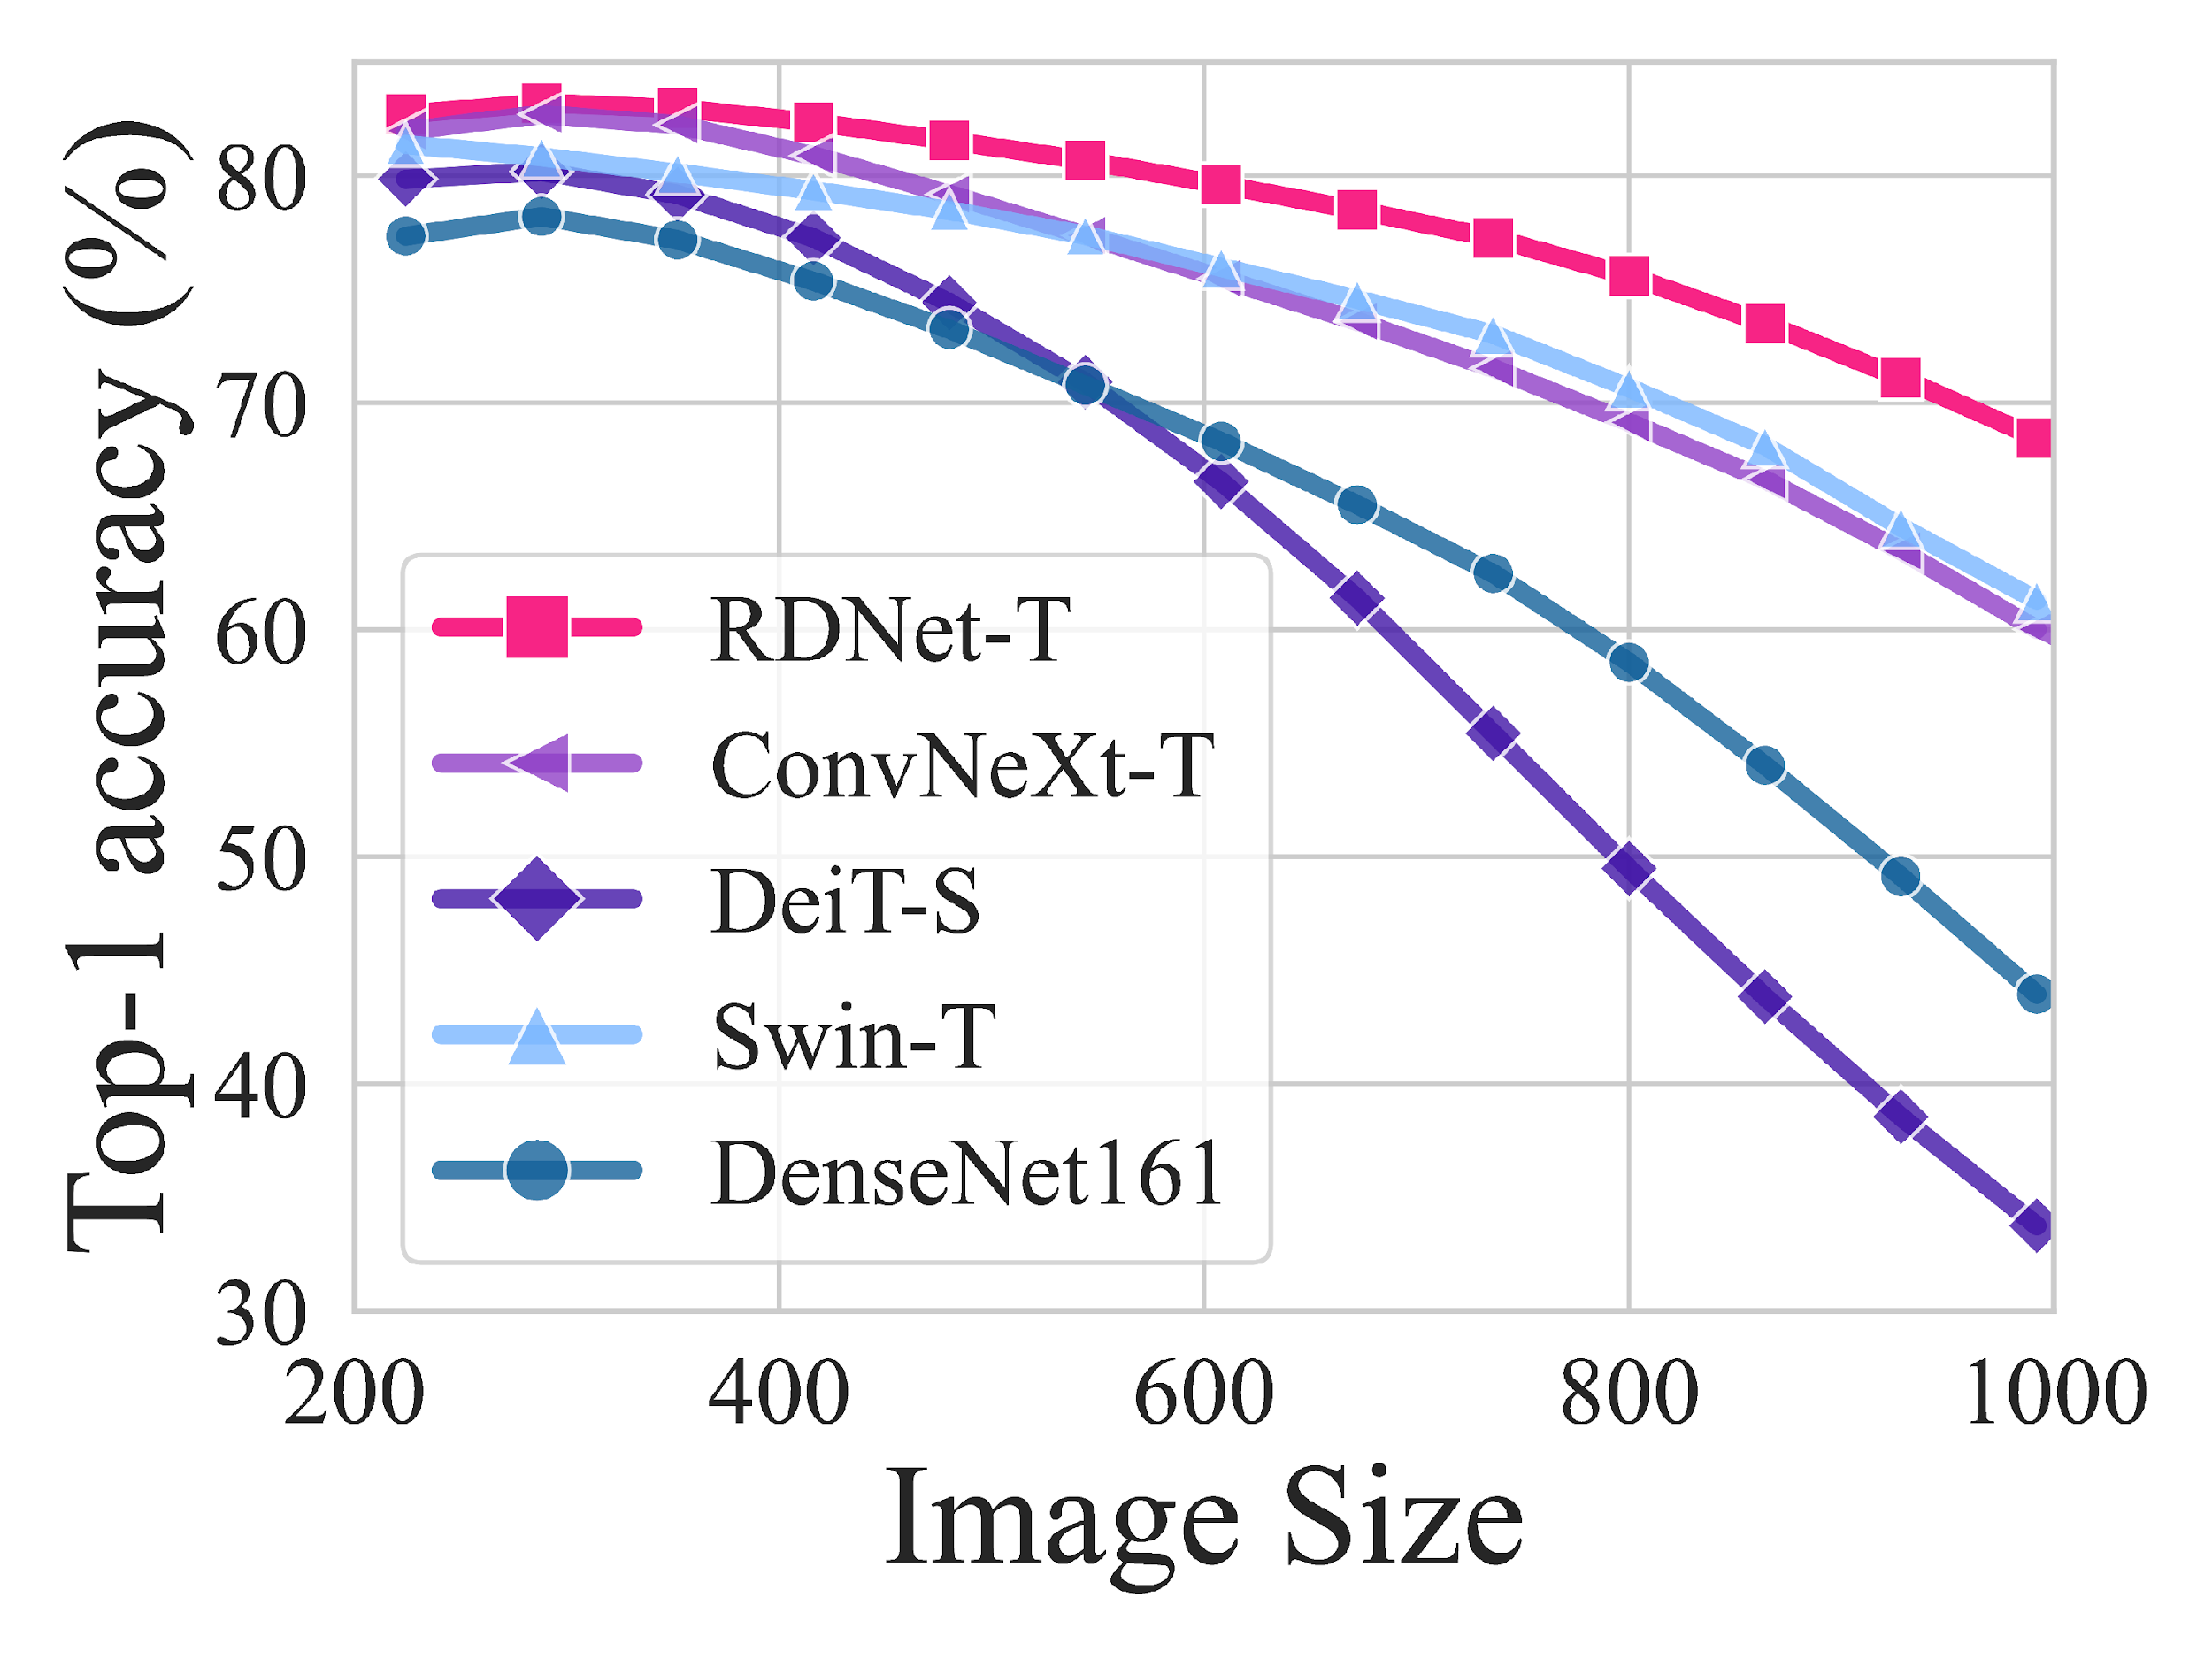 Top-1 accuracy (%)
80
70
60
50
40
30
RDNet-T
ConvNeXt-T
DeiT-S
Swin-T
DenseNet161
200 400 600 800 1000
Image Size